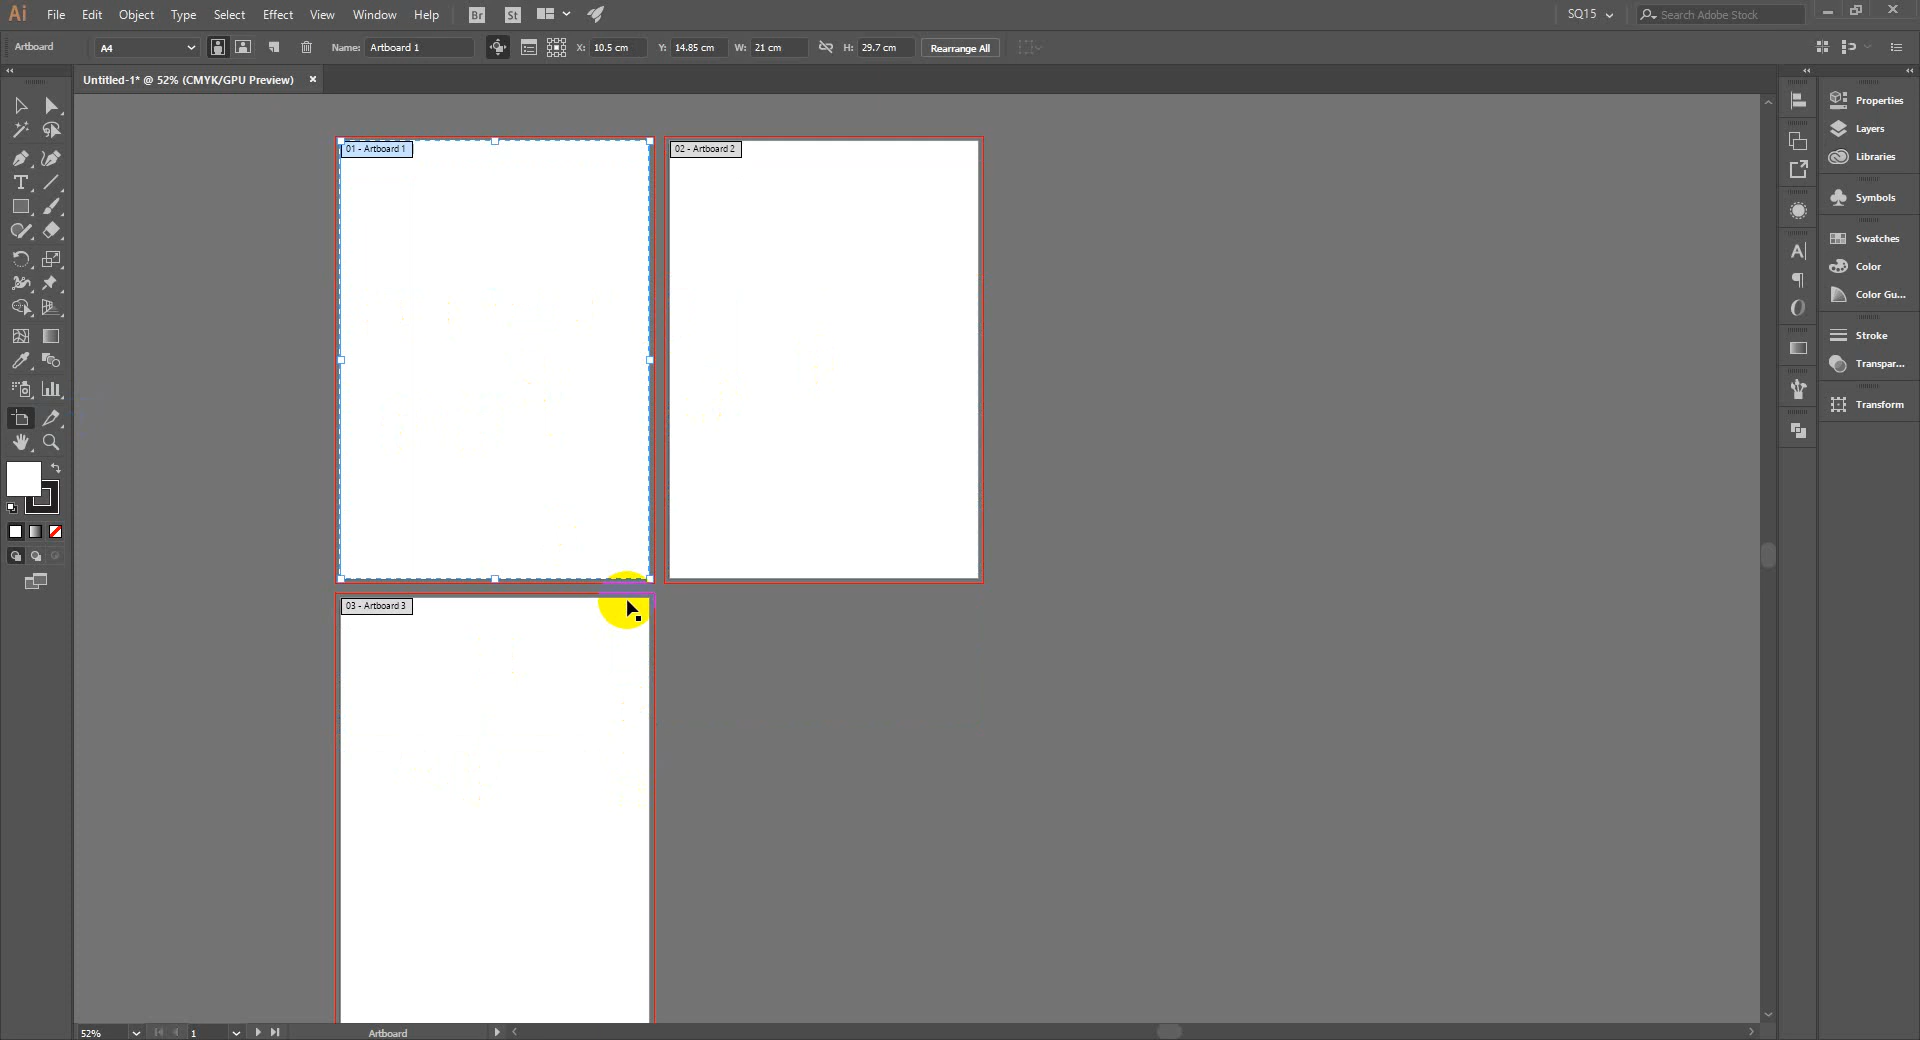 Ai File Edit Object Type Select Effect View Window Help Br St SQ15 Search Adobe Stock
Artboard A4 Name: Artboard 1 X: 10.5 cm Y: 14.85 cm W: 21 cm H: 29.7 cm Rearrange All
Untitled-1* @ 52% (CMYK/GPU Preview) ×
Properties
Layers
Libraries
Symbols
Swatches
Color
Color Gu...
Stroke
Transpar...
Transform
01 - Artboard 1
02 - Artboard 2
03 - Artboard 3
52% 1 Artboard